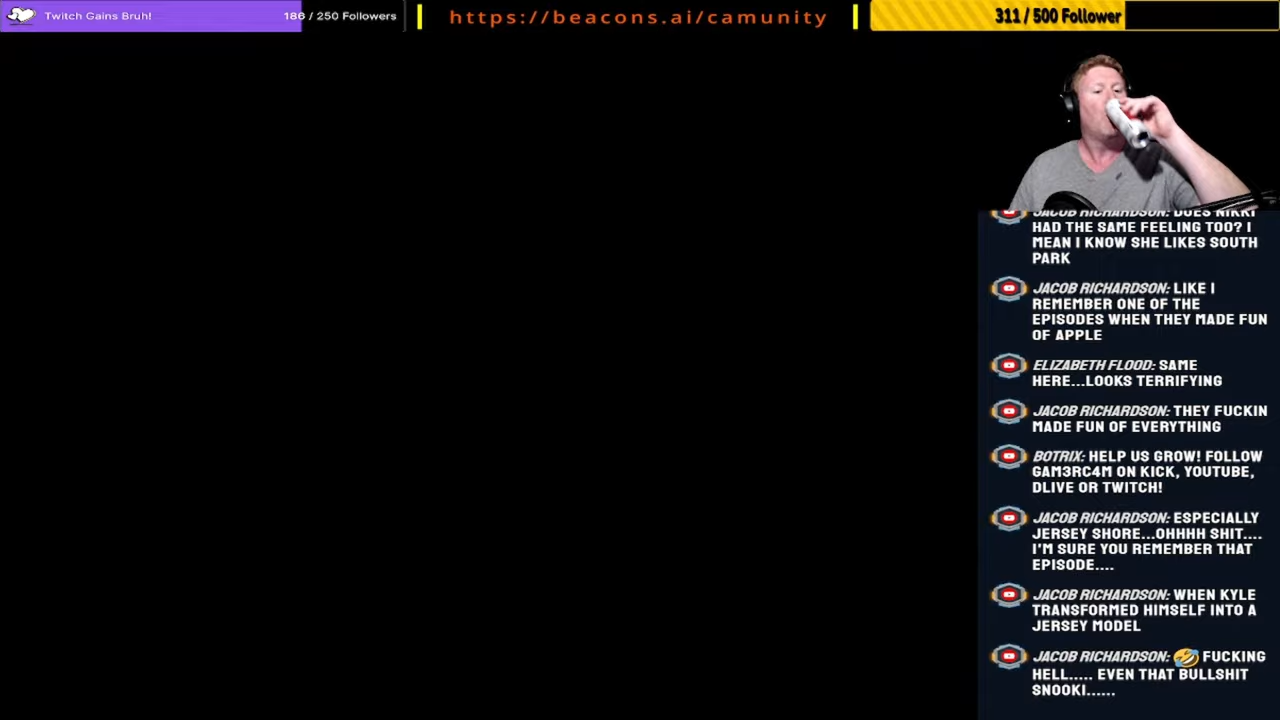 Twitch Gains Bruh!
186 / 250 Followers
https://beacons.ai/camunity
311 / 500 Follower
JACOB RICHARDSON: DOES NIKKI
HAD THE SAME FEELING TOO? I
MEAN I KNOW SHE LIKES SOUTH
PARK
JACOB RICHARDSON: LIKE I
REMEMBER ONE OF THE
EPISODES WHEN THEY MADE FUN
OF APPLE
ELIZABETH FLOOD: SAME
HERE...LOOKS TERRIFYING
JACOB RICHARDSON: THEY FUCKIN
MADE FUN OF EVERYTHING
BOTRIX: HELP US GROW! FOLLOW
GAM3RC4M ON KICK, YOUTUBE,
DLIVE OR TWITCH!
JACOB RICHARDSON: ESPECIALLY
JERSEY SHORE...OHHHH SHIT....
I'M SURE YOU REMEMBER THAT
EPISODE....
JACOB RICHARDSON: WHEN KYLE
TRANSFORMED HIMSELF INTO A
JERSEY MODEL
JACOB RICHARDSON: 🤣 FUCKING
HELL..... EVEN THAT BULLSHIT
SNOOKI......